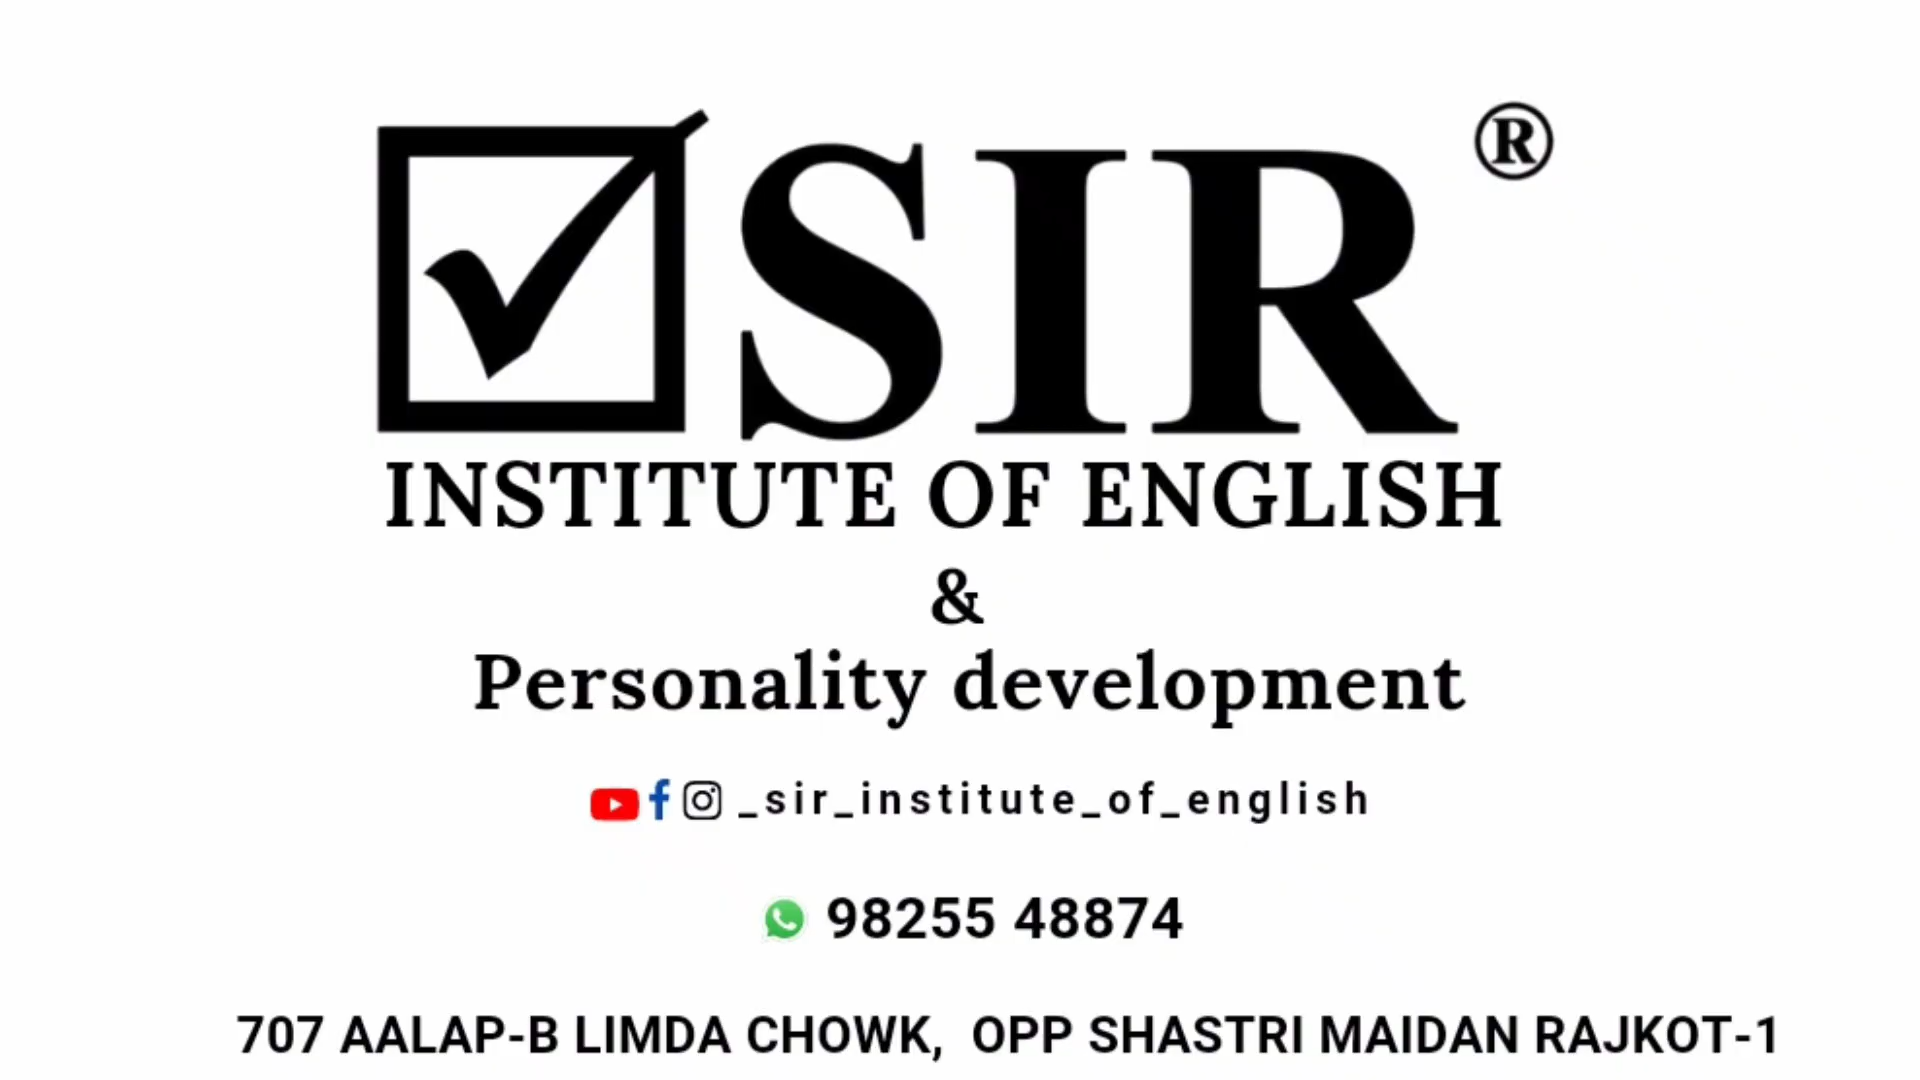 SIR ®
INSTITUTE OF ENGLISH
&
Personality development
_sir_institute_of_english
98255 48874
707 AALAP-B LIMDA CHOWK, OPP SHASTRI MAIDAN RAJKOT-1